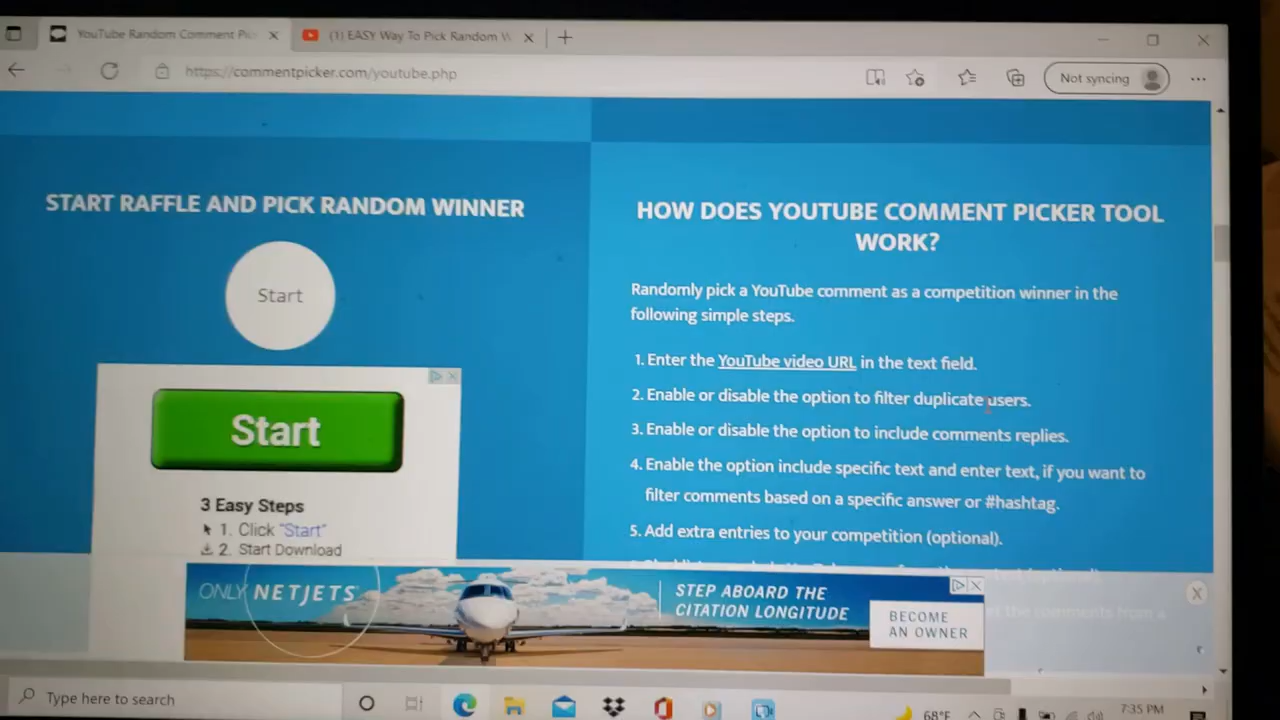 YouTube Random Comment Pic
(1) EASY Way To Pick Random W
https://commentpicker.com/youtube.php
Not syncing
START RAFFLE AND PICK RANDOM WINNER
Start
Start
3 Easy Steps
1. Click "Start"
2. Start Download
HOW DOES YOUTUBE COMMENT PICKER TOOL
WORK?
Randomly pick a YouTube comment as a competition winner in the
following simple steps.
1. Enter the YouTube video URL in the text field.
2. Enable or disable the option to filter duplicate users.
3. Enable or disable the option to include comments replies.
4. Enable the option include specific text and enter text, if you want to
filter comments based on a specific answer or #hashtag.
5. Add extra entries to your competition (optional).
the comments from a
ONLY NETJETS
STEP ABOARD THE
CITATION LONGITUDE
BECOME
AN OWNER
Type here to search
68°F
7:35 PM